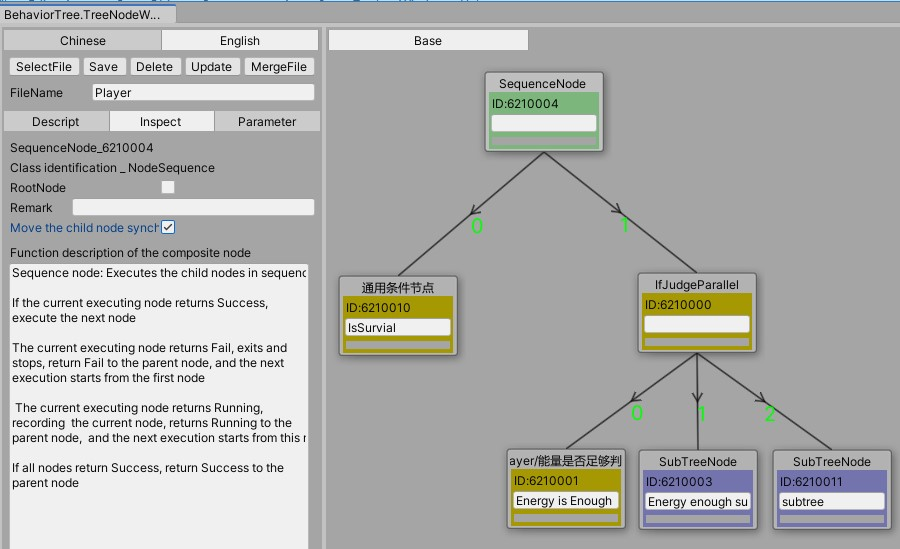 BehaviorTree.TreeNodeW...
Chinese
English
SelectFile
Save
Delete
Update
MergeFile
FileName
Player
Descript
Inspect
Parameter
SequenceNode_6210004
Class identification _ NodeSequence
RootNode
Remark
Move the child node synch
Function description of the composite node
Sequence node: Executes the child nodes in sequenc
If the current executing node returns Success,
execute the next node
The current executing node returns Fail, exits and
stops, return Fail to the parent node, and the next
execution starts from the first node
The current executing node returns Running,
recording the current node, returns Running to the
parent node, and the next execution starts from this
If all nodes return Success, return Success to the
parent node
Base
SequenceNode
ID:6210004
0
1
通用条件节点
ID:6210010
IsSurvial
IfJudgeParallel
ID:6210000
0
1
2
ayer/能量是否足够判
ID:6210001
Energy is Enough
SubTreeNode
ID:6210003
Energy enough su
SubTreeNode
ID:6210011
subtree